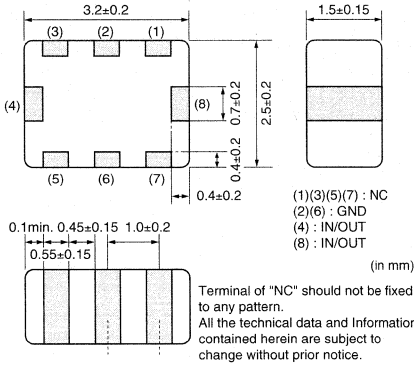 3.2±0.2
1.5±0.15
(3) (2) (1)
(4)
(8)
0.7±0.2
2.5±0.2
0.4±0.2
(5) (6) (7)
0.4±0.2
(1)(3)(5)(7) : NC
(2)(6) : GND
(4) : IN/OUT
(8) : IN/OUT
(in mm)
0.1min. 0.45±0.15 1.0±0.2
0.55±0.15
Terminal of "NC" should not be fixed
to any pattern.
All the technical data and Information
contained herein are subject to
change without prior notice.